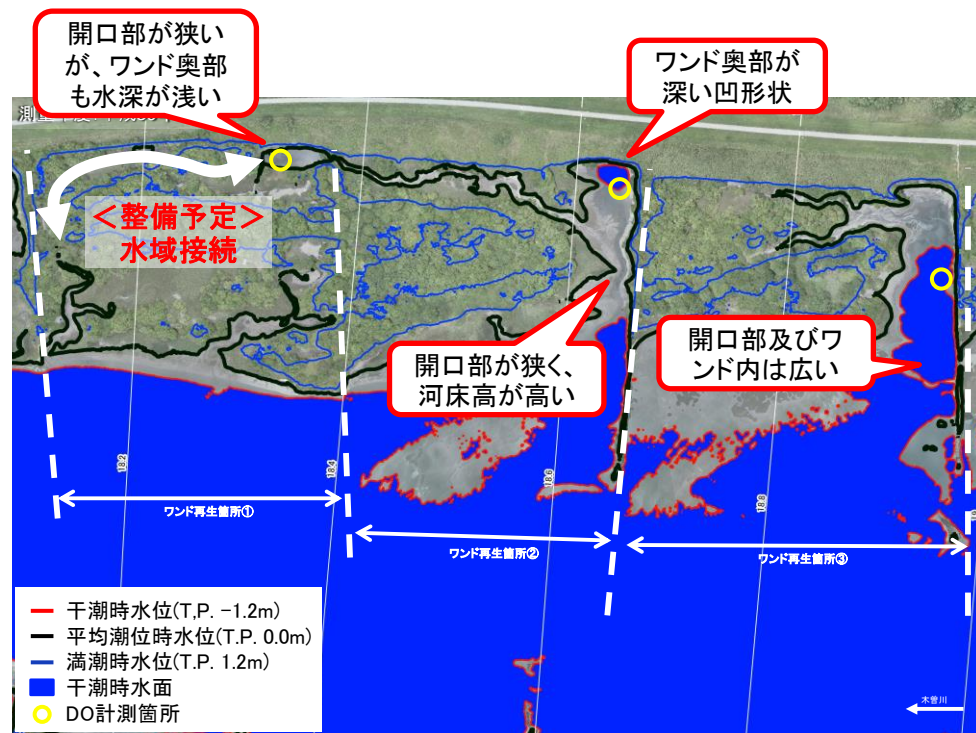 開口部が狭い
が、ワンド奥部
も水深が浅い
ワンド奥部が
深い凹形状
＜整備予定＞
水域接続
開口部が狭く、
河床高が高い
開口部及びワ
ンド内は広い
18.2
18.4
18.6
18.8
ワンド再生箇所①
ワンド再生箇所②
ワンド再生箇所③
干潮時水位(T,P. -1.2m)
平均潮位時水位(T.P. 0.0m)
満潮時水位(T.P. 1.2m)
干潮時水面
DO計測箇所
木曽川